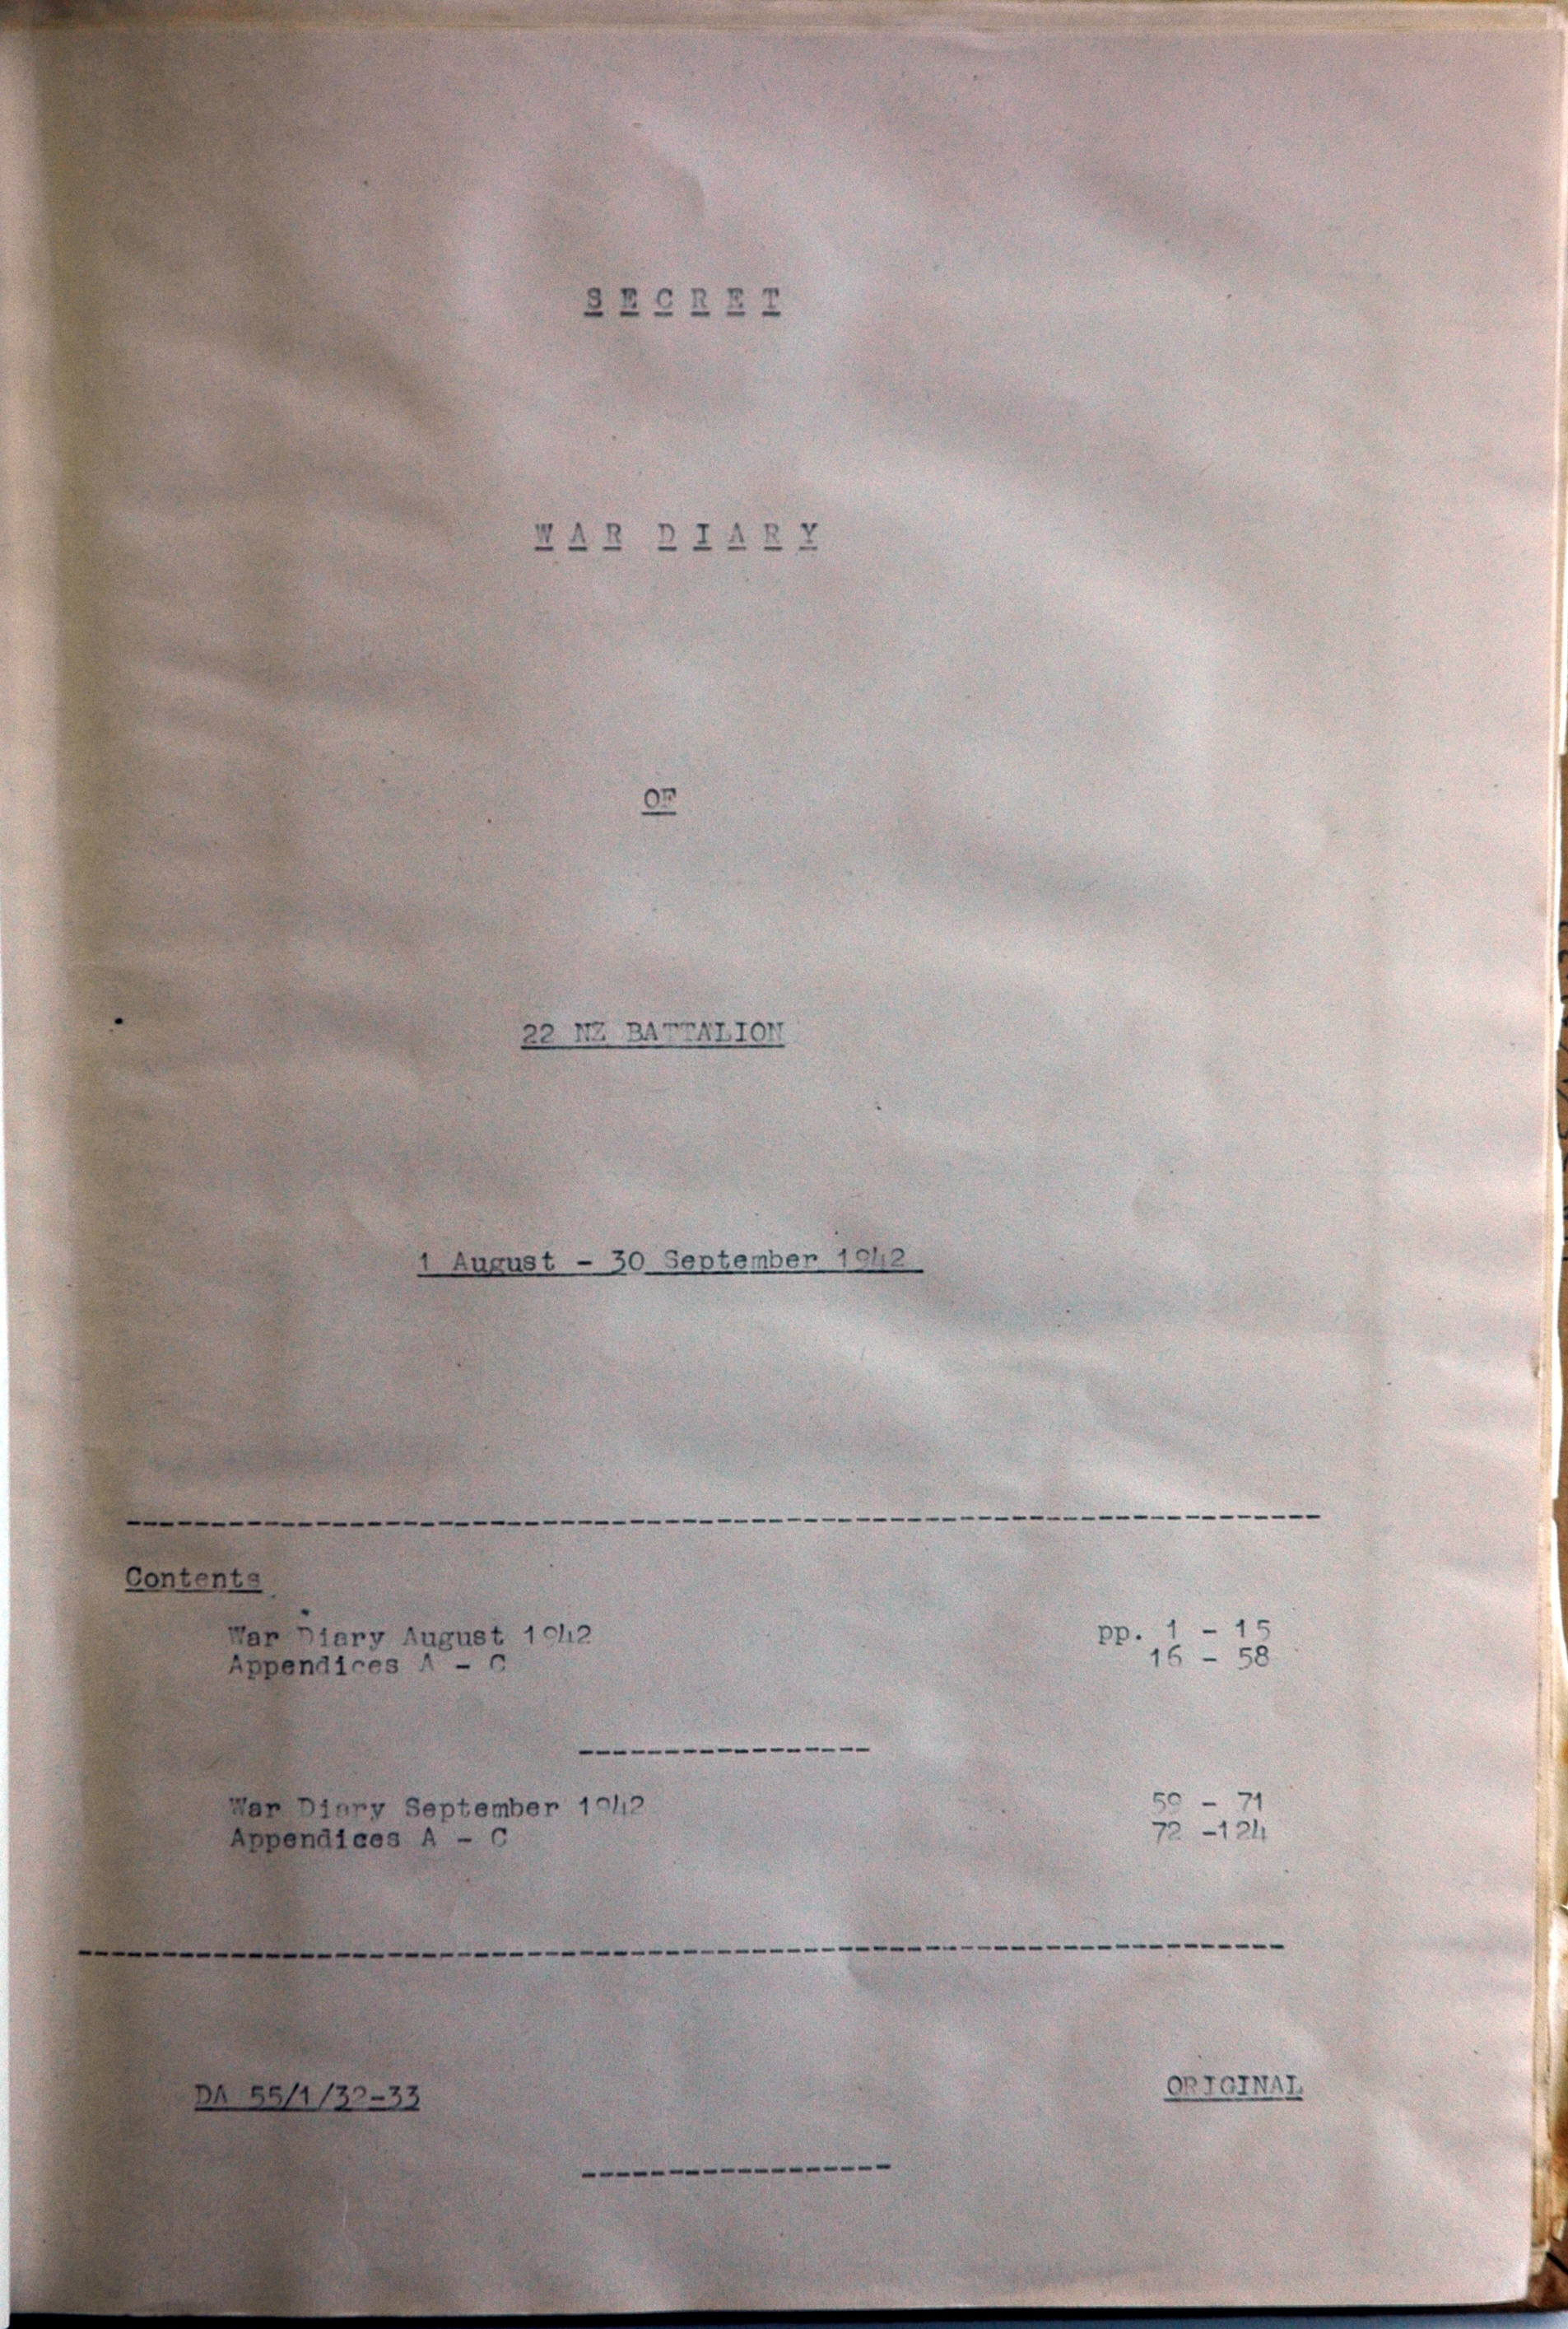 S E C R E T
W A R D I A R Y
OF
22 NZ BATTALION
1 August - 30 September 1942
Contents
War Diary August 1942 pp. 1 - 15
Appendices A - C 16 - 58
War Diary September 1942 59 - 71
Appendices A - C 72 -124
DA 55/1/32-33
ORIGINAL